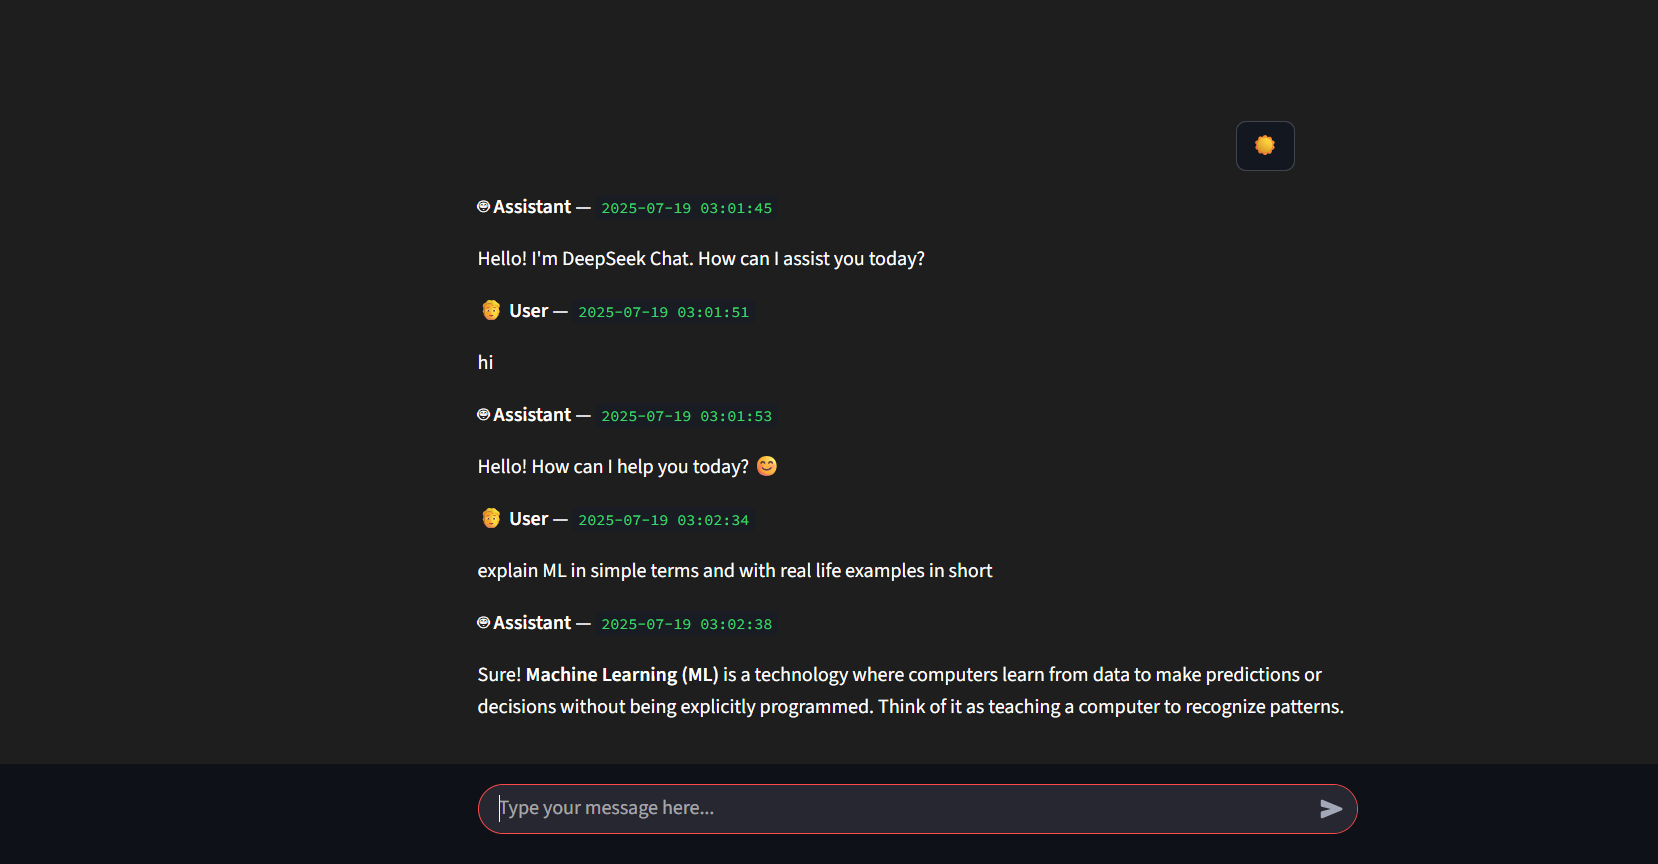 Assistant — 2025-07-19 03:01:45
Hello! I'm DeepSeek Chat. How can I assist you today?
User — 2025-07-19 03:01:51
hi
Assistant — 2025-07-19 03:01:53
Hello! How can I help you today? 😊
User — 2025-07-19 03:02:34
explain ML in simple terms and with real life examples in short
Assistant — 2025-07-19 03:02:38
Sure! Machine Learning (ML) is a technology where computers learn from data to make predictions or
decisions without being explicitly programmed. Think of it as teaching a computer to recognize patterns.
Type your message here...